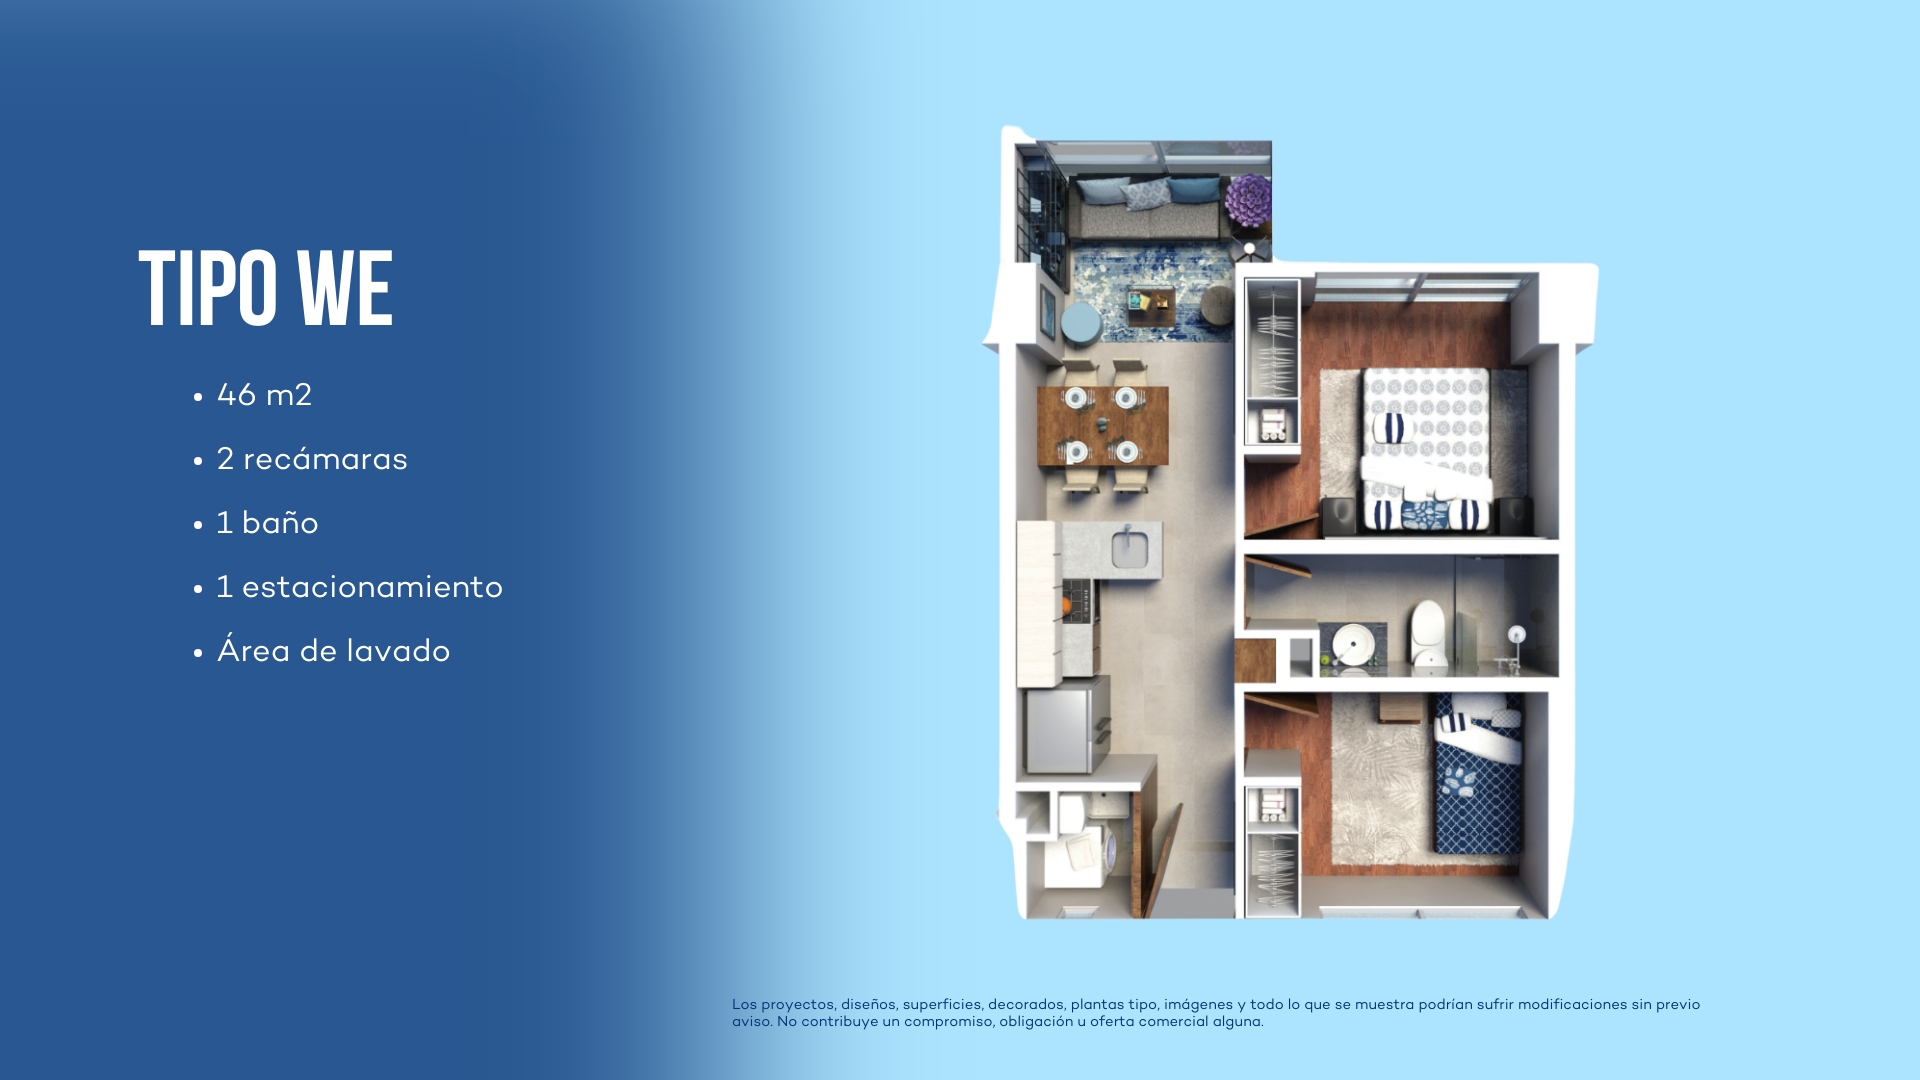 TIPO WE
• 46 m2
• 2 recámaras
• 1 baño
• 1 estacionamiento
• Área de lavado
Los proyectos, diseños, superficies, decorados, plantas tipo, imágenes y todo lo que se muestra podrían sufrir modificaciones sin previo
aviso. No contribuye un compromiso, obligación u oferta comercial alguna.